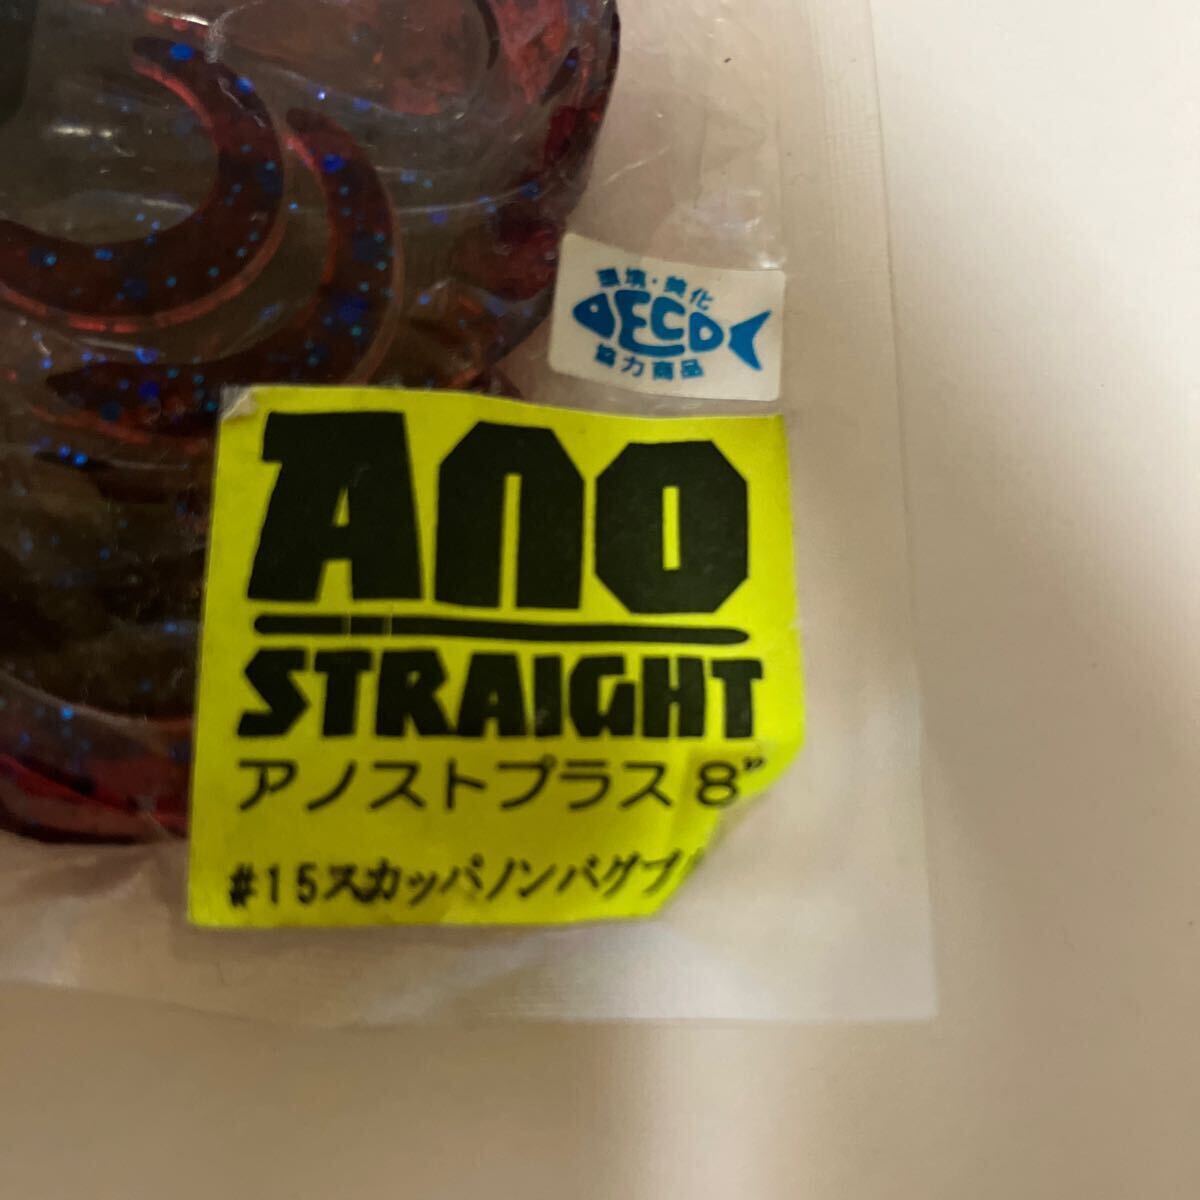 環境・美化
ECO
協力商品
ANO
STRAIGHT
アノストプラス 8"
#15スカッパノンバグブ